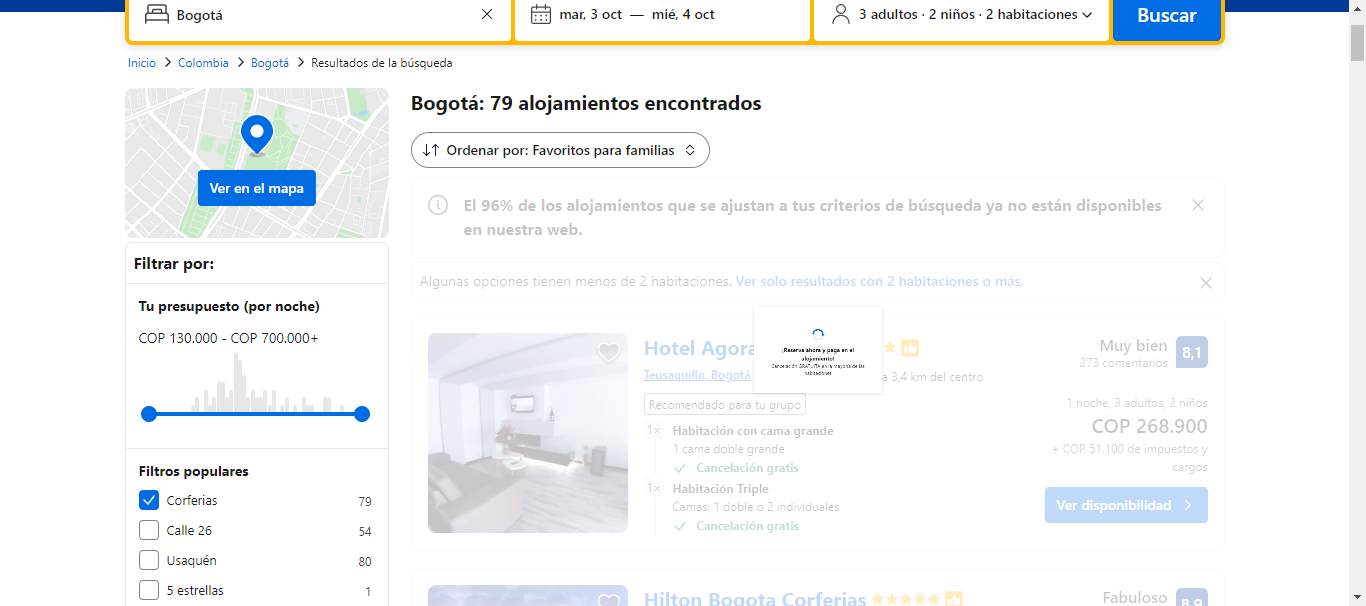 Bogotá
mar, 3 oct — mié, 4 oct
3 adultos · 2 niños · 2 habitaciones
Buscar
Inicio
Colombia
Bogotá
Resultados de la búsqueda
Ver en el mapa
Filtrar por:
Tu presupuesto (por noche)
COP 130.000 - COP 700.000+
Filtros populares
Corferias 79
Calle 26 54
Usaquén 80
5 estrellas 1
Bogotá: 79 alojamientos encontrados
Ordenar por: Favoritos para familias
El 96% de los alojamientos que se ajustan a tus criterios de búsqueda ya no están disponibles
en nuestra web.
Algunas opciones tienen menos de 2 habitaciones. Ver solo resultados con 2 habitaciones o más.
¡Reserva ahora y paga en el
alojamiento!
Cancelación GRATUITA en la mayoría de las
habitaciones
Hotel Agora
Teusaquillo, Bogotá
a 3,4 km del centro
Recomendado para tu grupo
1× Habitación con cama grande
1 cama doble grande
Cancelación gratis
1× Habitación Triple
Camas: 1 doble o 2 individuales
Cancelación gratis
Muy bien 8,1
273 comentarios
1 noche, 3 adultos, 2 niños
COP 268.900
+ COP 51.100 de impuestos y
cargos
Ver disponibilidad
Hilton Bogota Corferias
Fabuloso 8,9